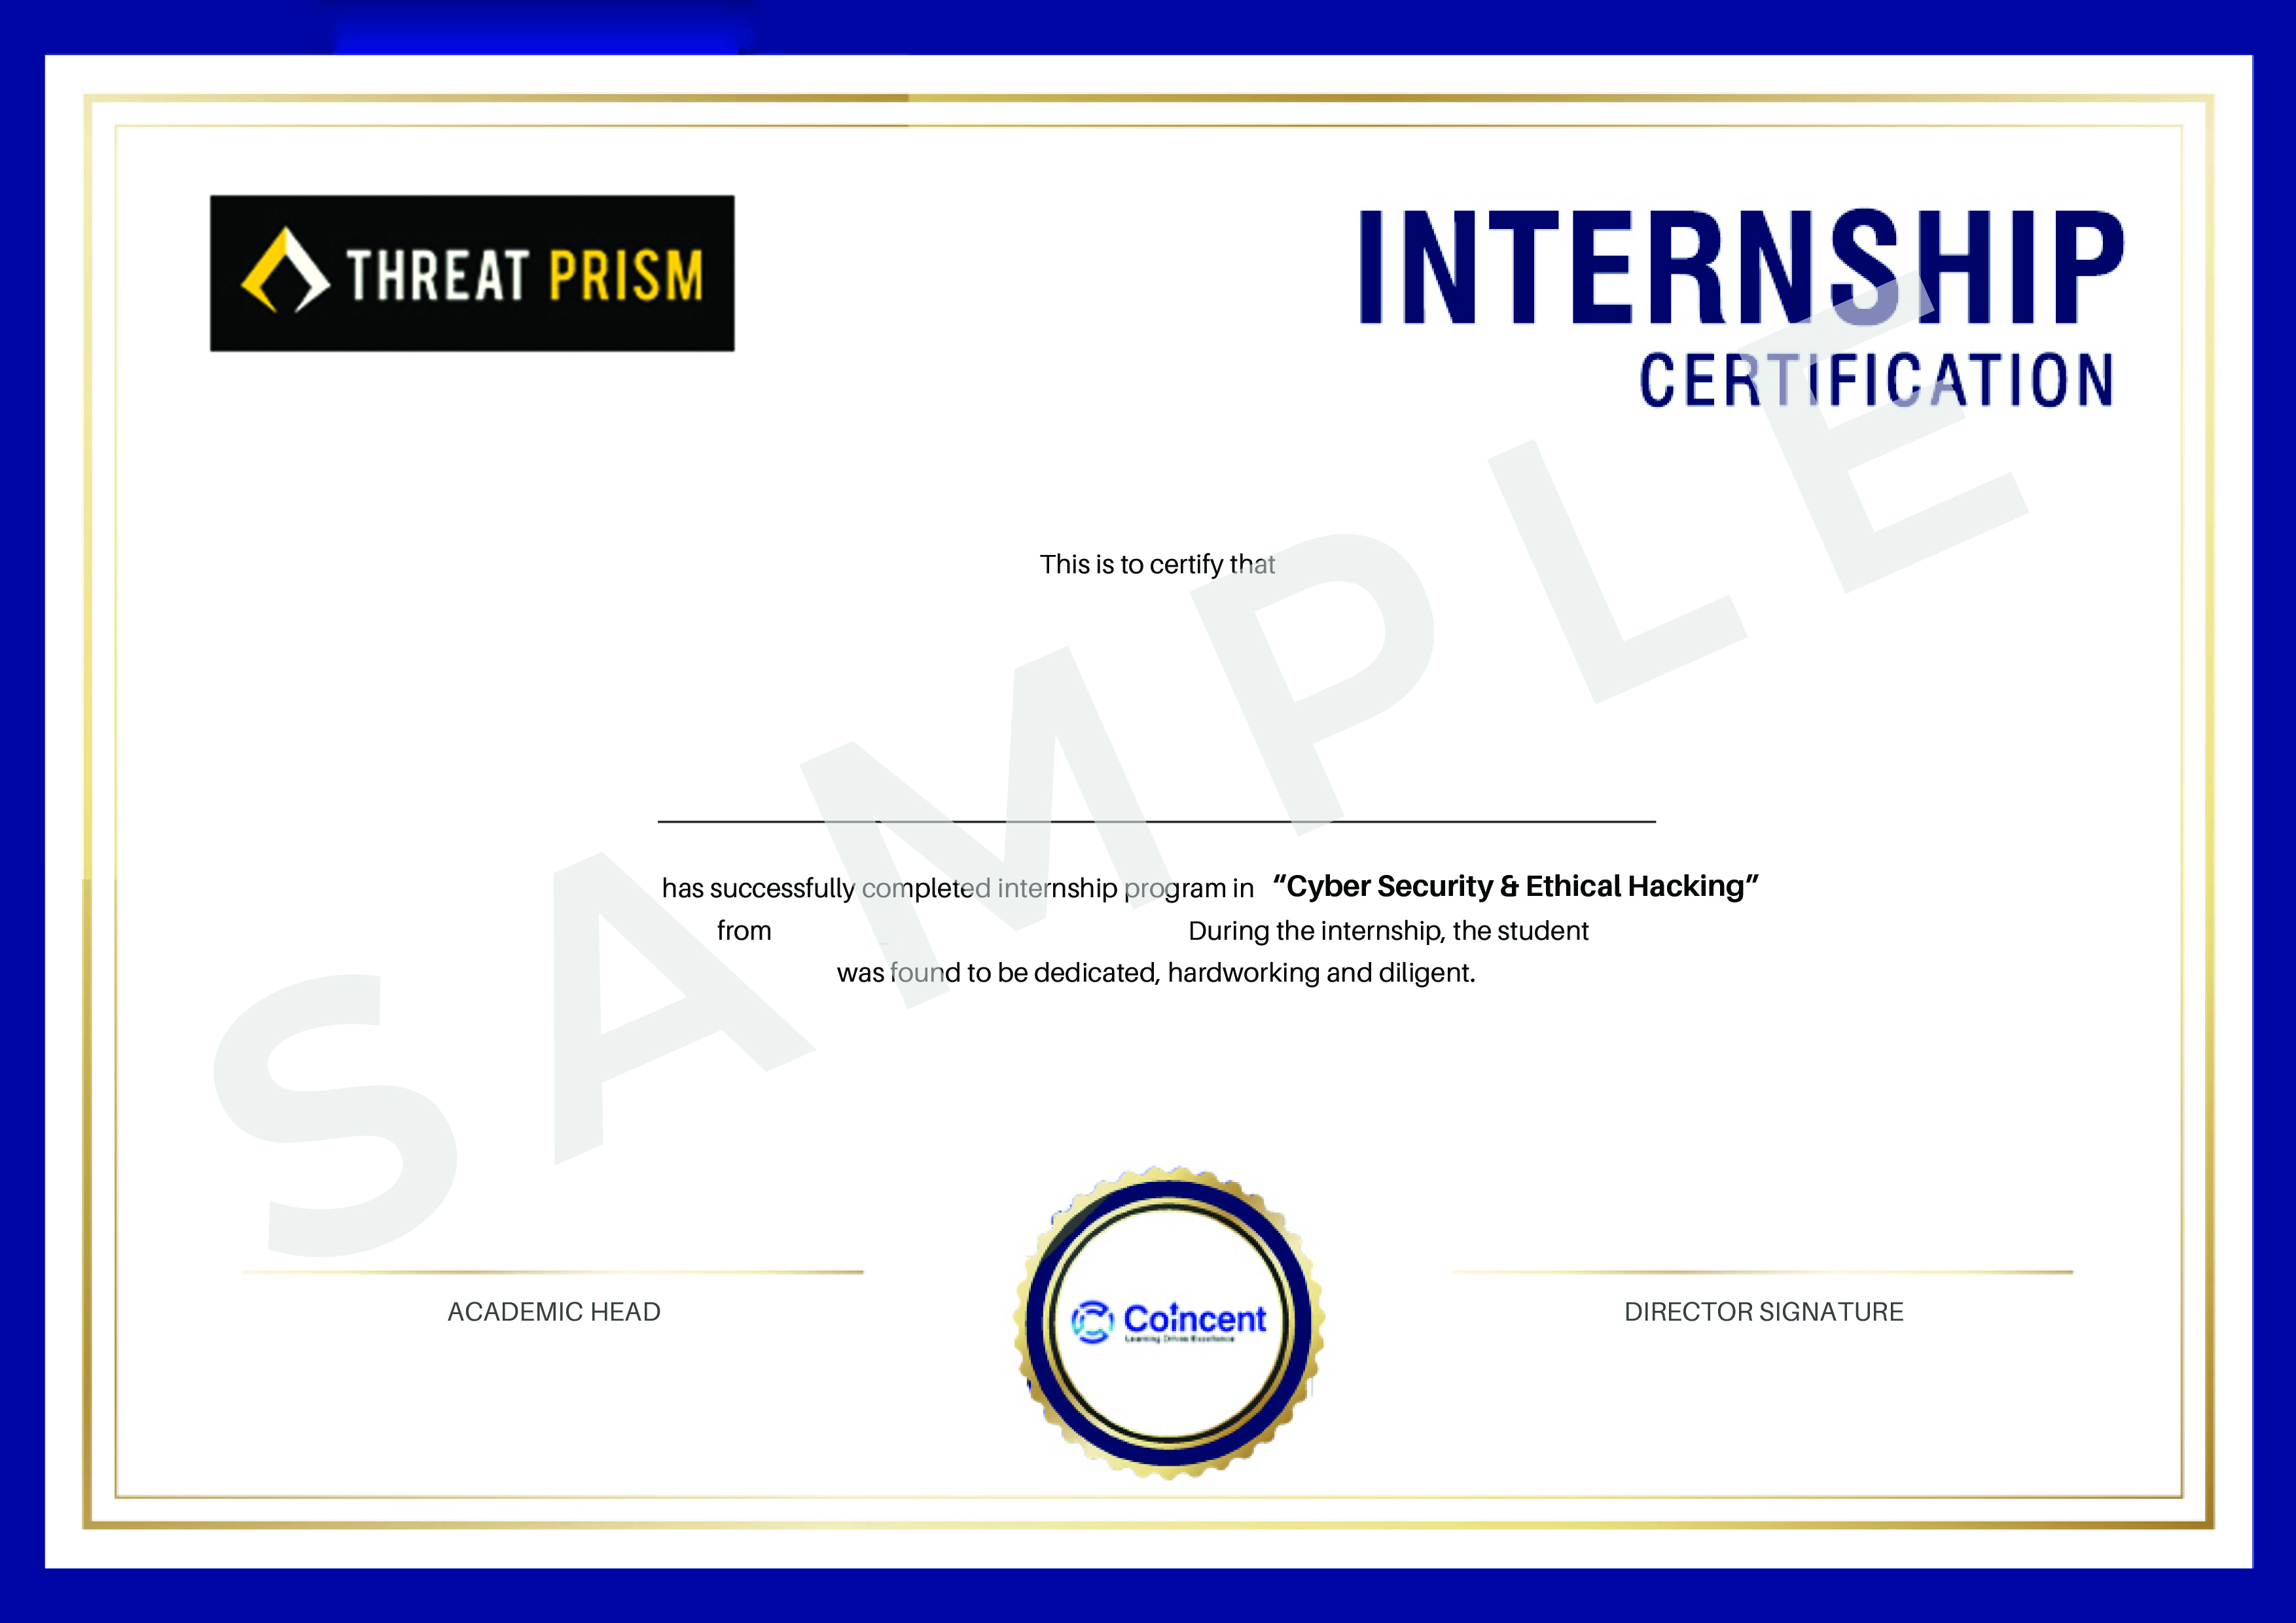 THREAT PRISM
INTERNSHIP
CERTIFICATION
This is to certify that
SAMPLE
has successfully completed internship program in “Cyber Security & Ethical Hacking”
from During the internship, the student
was found to be dedicated, hardworking and diligent.
Coincent
Learning Drives Excellence
ACADEMIC HEAD
DIRECTOR SIGNATURE